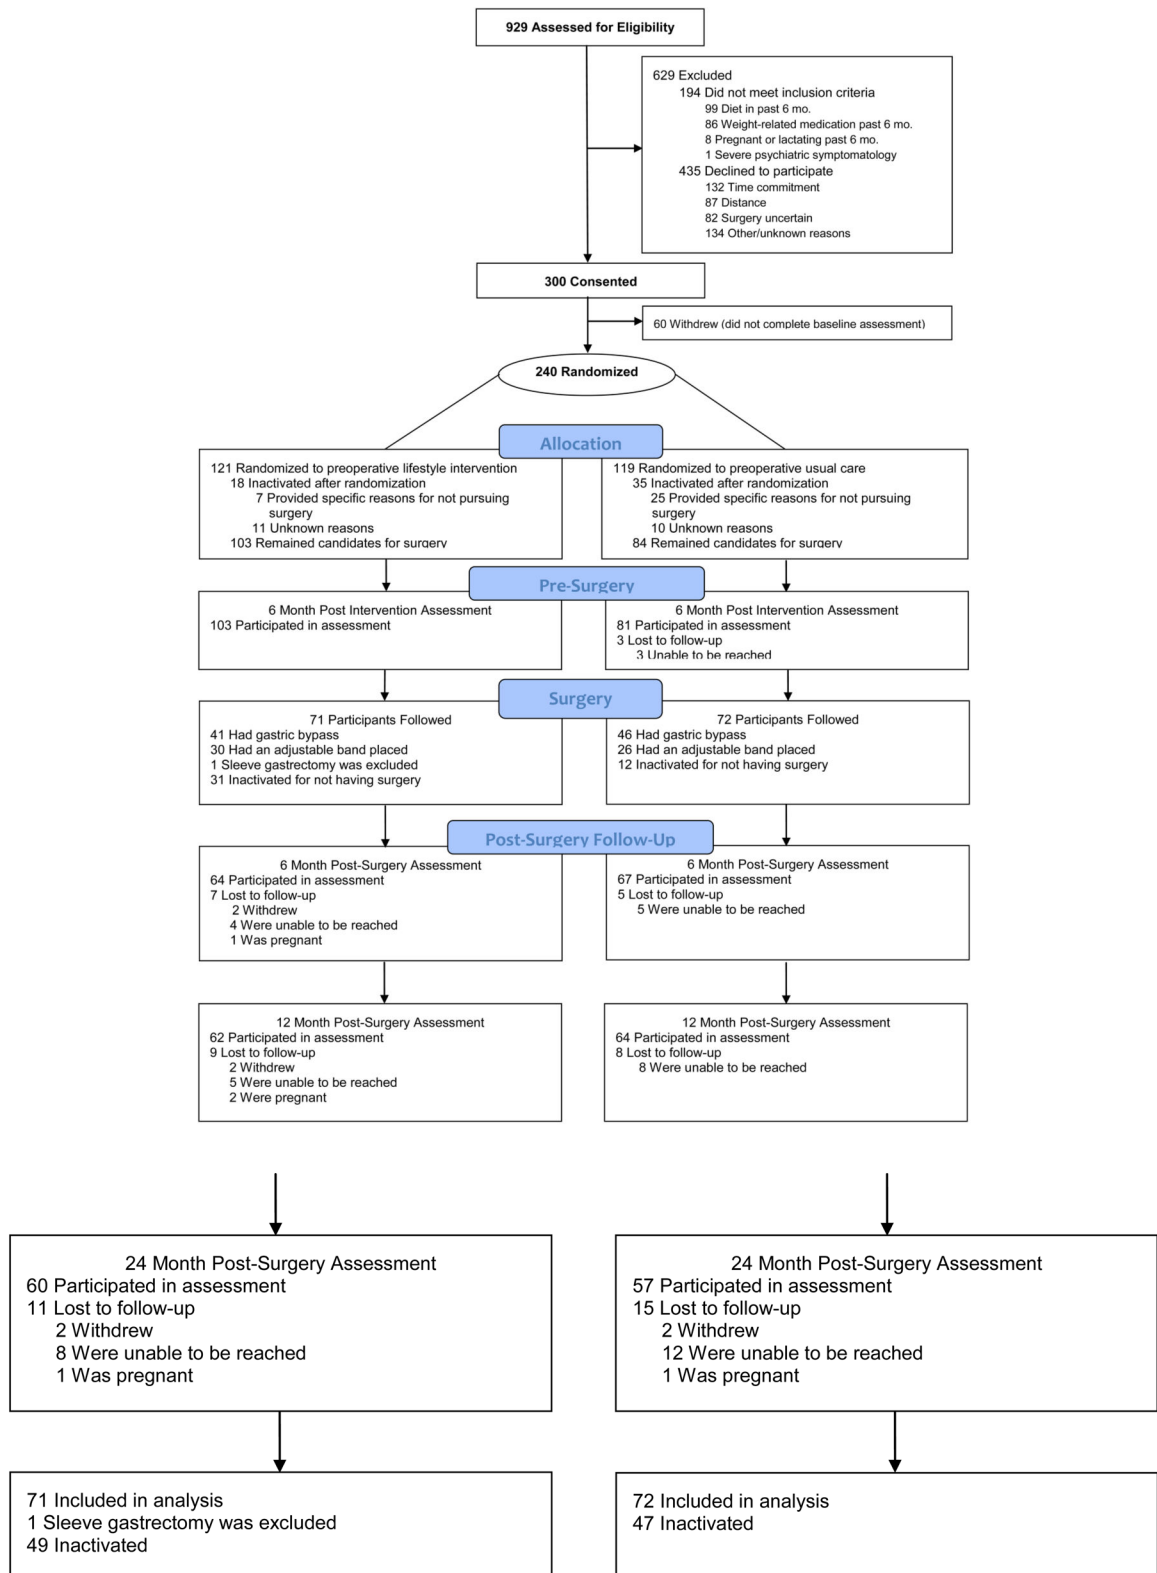 929 Assessed for Eligibility
629 Excluded
194 Did not meet inclusion criteria
99 Diet in past 6 mo.
86 Weight-related medication past 6 mo.
8 Pregnant or lactating past 6 mo.
1 Severe psychiatric symptomatology
435 Declined to participate
132 Time commitment
87 Distance
82 Surgery uncertain
134 Other/unknown reasons
300 Consented
60 Withdrew (did not complete baseline assessment)
240 Randomized
Allocation
121 Randomized to preoperative lifestyle intervention
18 Inactivated after randomization
7 Provided specific reasons for not pursuing
surgery
11 Unknown reasons
103 Remained candidates for surgery
119 Randomized to preoperative usual care
35 Inactivated after randomization
25 Provided specific reasons for not pursuing
surgery
10 Unknown reasons
84 Remained candidates for surgery
Pre-Surgery
6 Month Post Intervention Assessment
103 Participated in assessment
6 Month Post Intervention Assessment
81 Participated in assessment
3 Lost to follow-up
3 Unable to be reached
Surgery
71 Participants Followed
41 Had gastric bypass
30 Had an adjustable band placed
1 Sleeve gastrectomy was excluded
31 Inactivated for not having surgery
72 Participants Followed
46 Had gastric bypass
26 Had an adjustable band placed
12 Inactivated for not having surgery
Post-Surgery Follow-Up
6 Month Post-Surgery Assessment
64 Participated in assessment
7 Lost to follow-up
2 Withdrew
4 Were unable to be reached
1 Was pregnant
6 Month Post-Surgery Assessment
67 Participated in assessment
5 Lost to follow-up
5 Were unable to be reached
12 Month Post-Surgery Assessment
62 Participated in assessment
9 Lost to follow-up
2 Withdrew
5 Were unable to be reached
2 Were pregnant
12 Month Post-Surgery Assessment
64 Participated in assessment
8 Lost to follow-up
8 Were unable to be reached
24 Month Post-Surgery Assessment
60 Participated in assessment
11 Lost to follow-up
2 Withdrew
8 Were unable to be reached
1 Was pregnant
24 Month Post-Surgery Assessment
57 Participated in assessment
15 Lost to follow-up
2 Withdrew
12 Were unable to be reached
1 Was pregnant
71 Included in analysis
1 Sleeve gastrectomy was excluded
49 Inactivated
72 Included in analysis
47 Inactivated